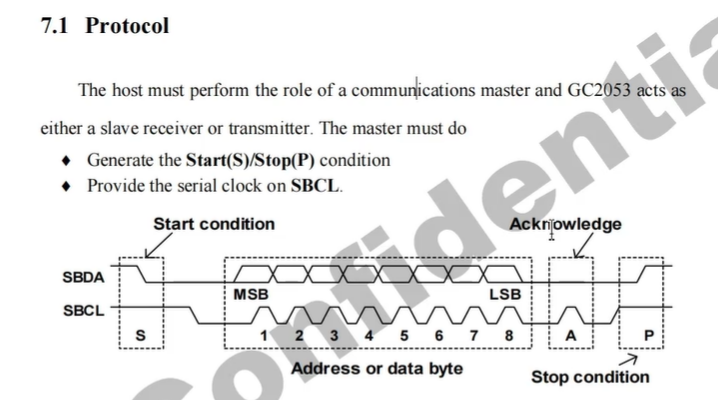 7.1 Protocol
The host must perform the role of a communications master and GC2053 acts as
either a slave receiver or transmitter. The master must do
♦ Generate the Start(S)/Stop(P) condition
♦ Provide the serial clock on SBCL.
Start condition
Acknowledge
SBDA
MSB
LSB
SBCL
S
1 2 3 4 5 6 7 8
A
P
Address or data byte
Stop condition
Confidentia